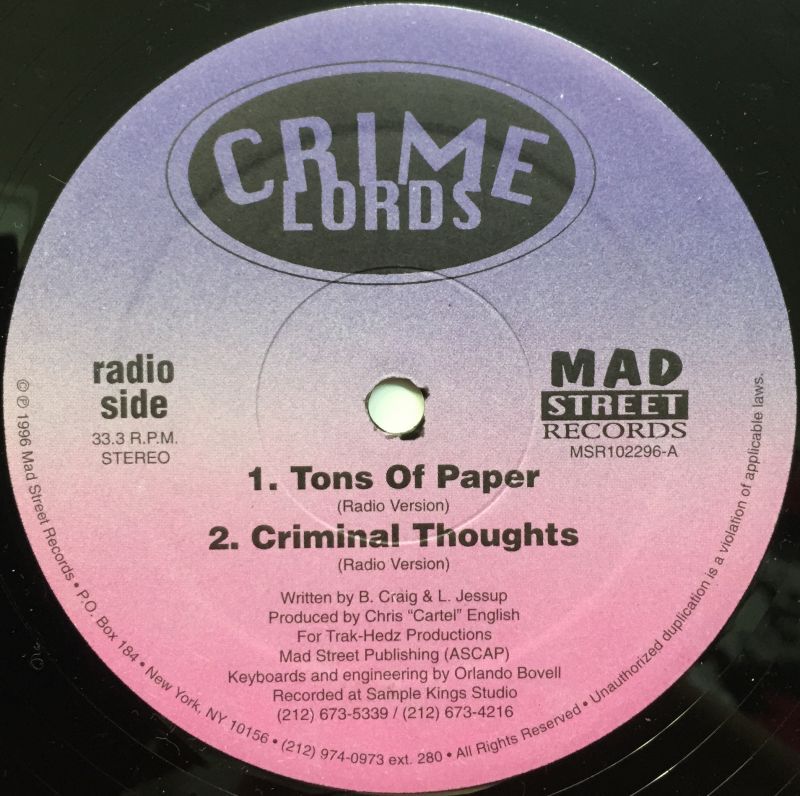 CRIME
LORDS
radio
side
33.3 R.P.M.
STEREO
MAD
STREET
RECORDS
MSR102296-A
1. Tons Of Paper
(Radio Version)
2. Criminal Thoughts
(Radio Version)
Written by B. Craig & L. Jessup
Produced by Chris “Cartel” English
For Trak-Hedz Productions
Mad Street Publishing (ASCAP)
Keyboards and engineering by Orlando Bovell
Recorded at Sample Kings Studio
(212) 673-5339 / (212) 673-4216
© ℗ 1996 Mad Street Records • P.O. Box 184 • New York, NY 10156 • (212) 974-0973 ext. 280 • All Rights Reserved • Unauthorized duplication is a violation of applicable laws.